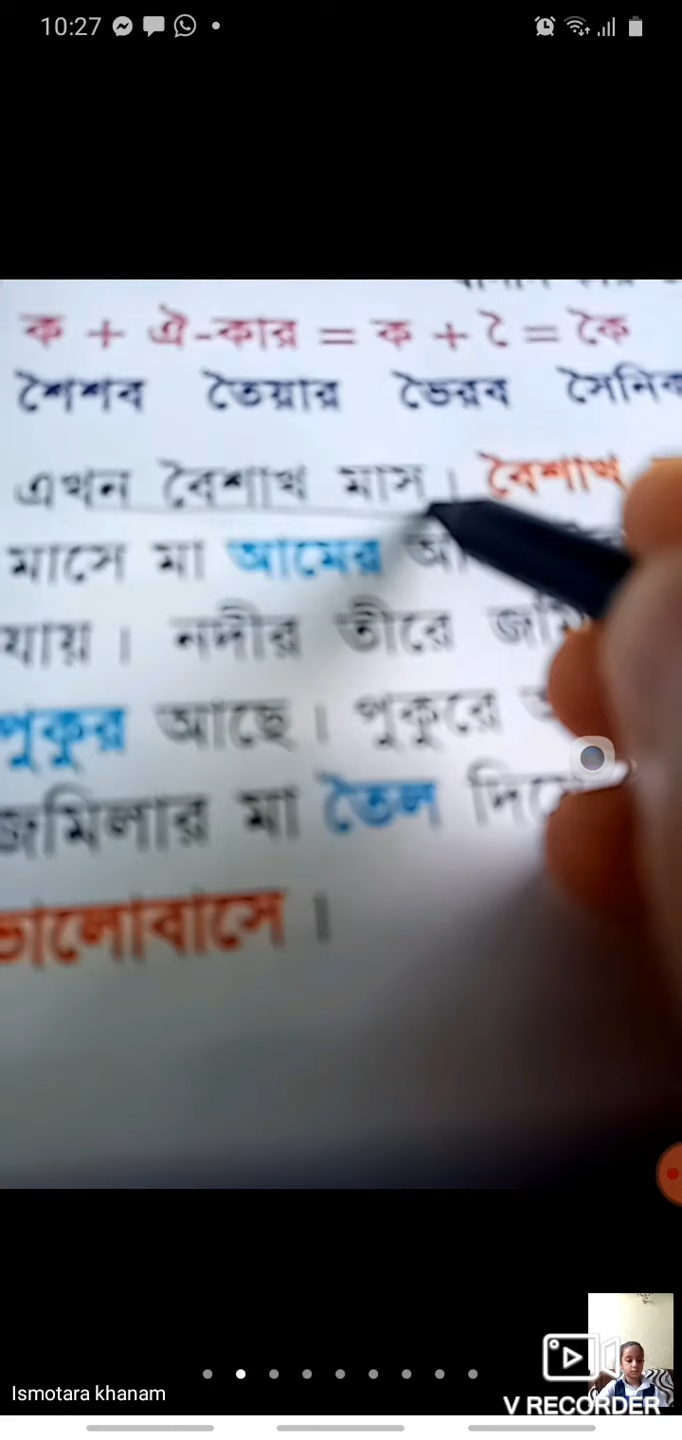 10:27
ক + ঐ-কার = ক + ৈ = কৈ
শৈশব তৈয়ার ভৈরব সৈনিক
এখন বৈশাখ মাস। বৈশাখ
মাসে মা আমের
যায়। নদীর তীরে
পুকুর আছে। পুকুরে
জমিলার মা তৈল
ভালোবাসে।
Ismotara khanam
V RECORDER